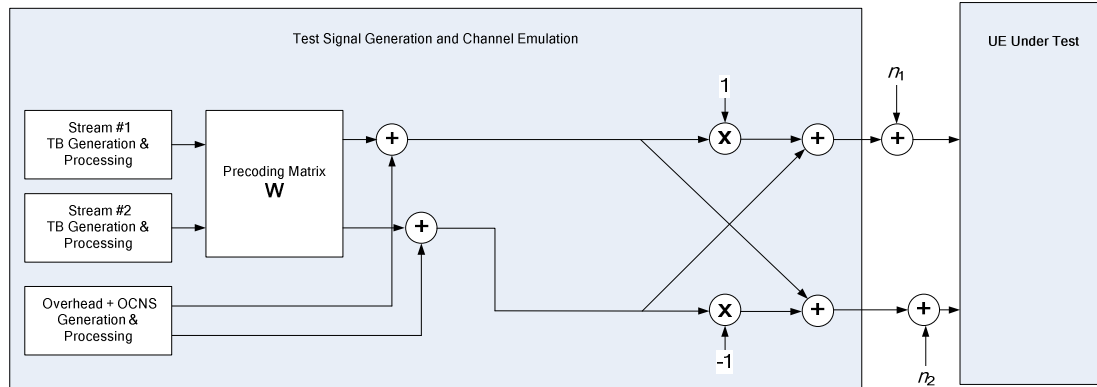 Test Signal Generation and Channel Emulation
UE Under Test
Stream #1
TB Generation &
Processing
Precoding Matrix
W
Stream #2
TB Generation &
Processing
Overhead + OCNS
Generation &
Processing
+
+
1
x
+
n1
+
-1
x
+
+
n2